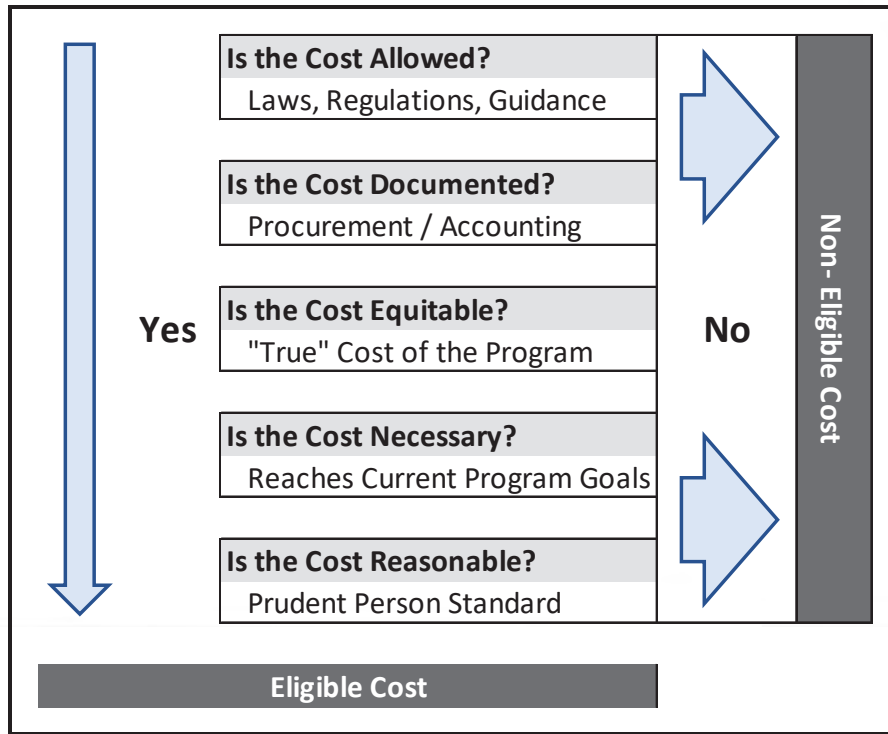 Is the Cost Allowed?
Laws, Regulations, Guidance
Is the Cost Documented?
Procurement / Accounting
Yes
Is the Cost Equitable?
"True" Cost of the Program
No
Is the Cost Necessary?
Reaches Current Program Goals
Is the Cost Reasonable?
Prudent Person Standard
Non- Eligible Cost
Eligible Cost